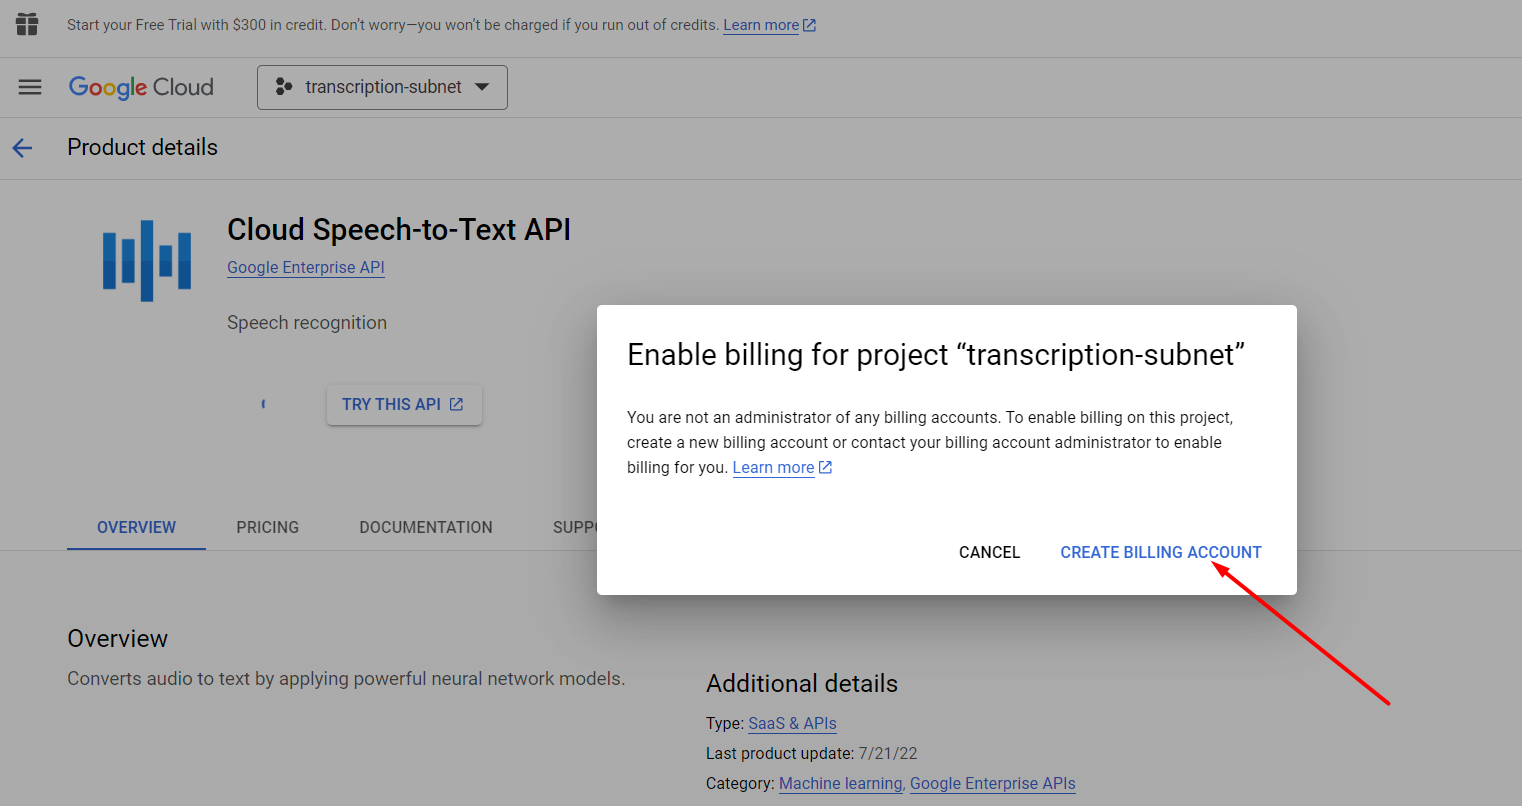 Start your Free Trial with $300 in credit. Don't worry—you won't be charged if you run out of credits. Learn more
Google Cloud
transcription-subnet
Product details
Cloud Speech-to-Text API
Google Enterprise API
Speech recognition
TRY THIS API
Enable billing for project “transcription-subnet”
You are not an administrator of any billing accounts. To enable billing on this project,
create a new billing account or contact your billing account administrator to enable
billing for you. Learn more
CANCEL
CREATE BILLING ACCOUNT
OVERVIEW
PRICING
DOCUMENTATION
SUPPO
Overview
Converts audio to text by applying powerful neural network models.
Additional details
Type: SaaS & APIs
Last product update: 7/21/22
Category: Machine learning, Google Enterprise APIs